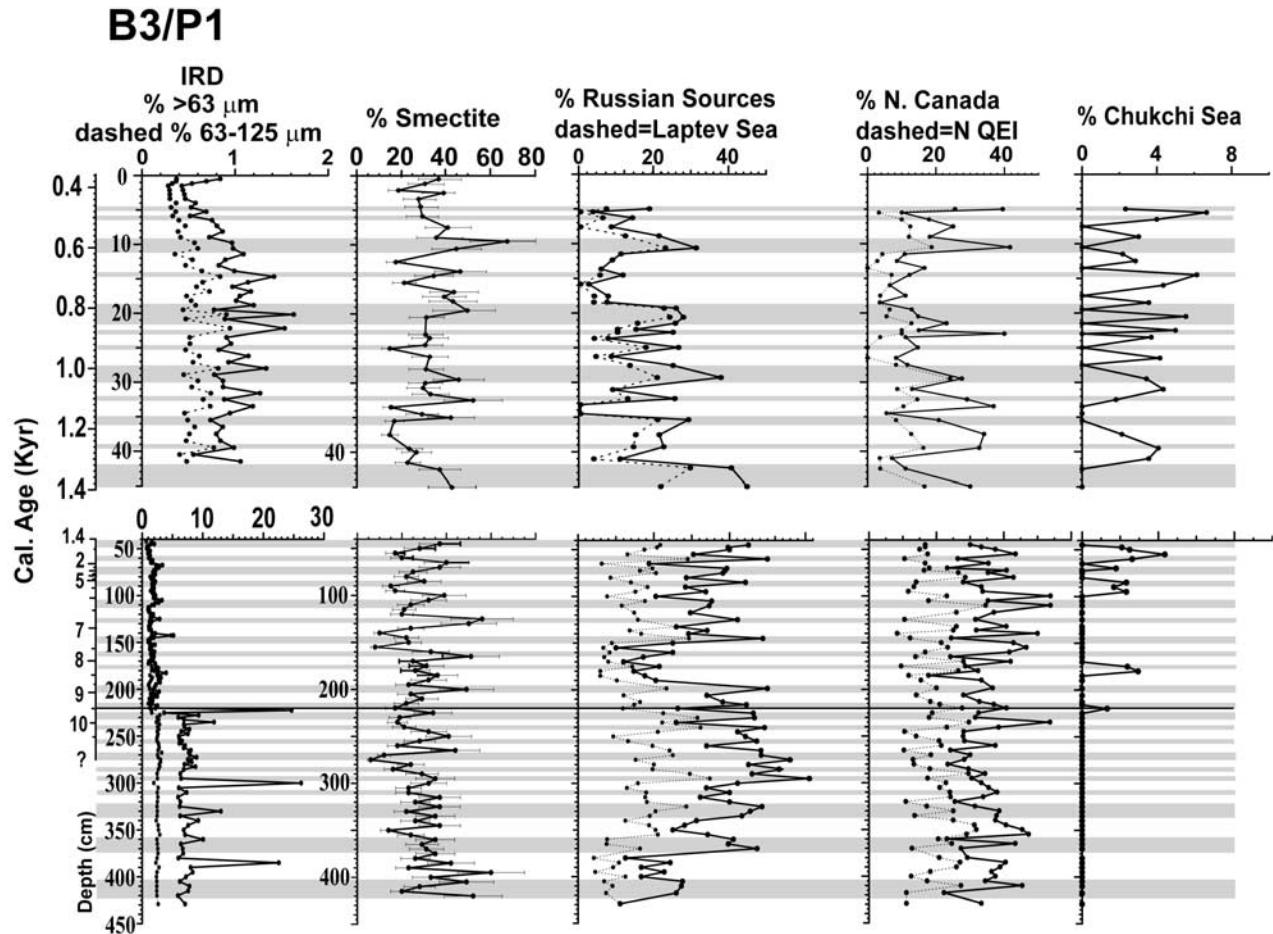 B3/P1
IRD
% >63 μm
dashed % 63-125 μm
% Smectite
% Russian Sources
dashed=Laptev Sea
% N. Canada
dashed=N QEI
% Chukchi Sea
0 1 2
0 20 40 60 80
0 20 40
0 20 40
0 4 8
Cal. Age (Kyr)
0.4
0.6
0.8
1.0
1.2
1.4
0
10
20
30
40
40
0 10 20 30
1.4
2
5
7
8
9
10
?
50
100
150
200
250
300
350
400
450
100
200
300
400
Depth (cm)